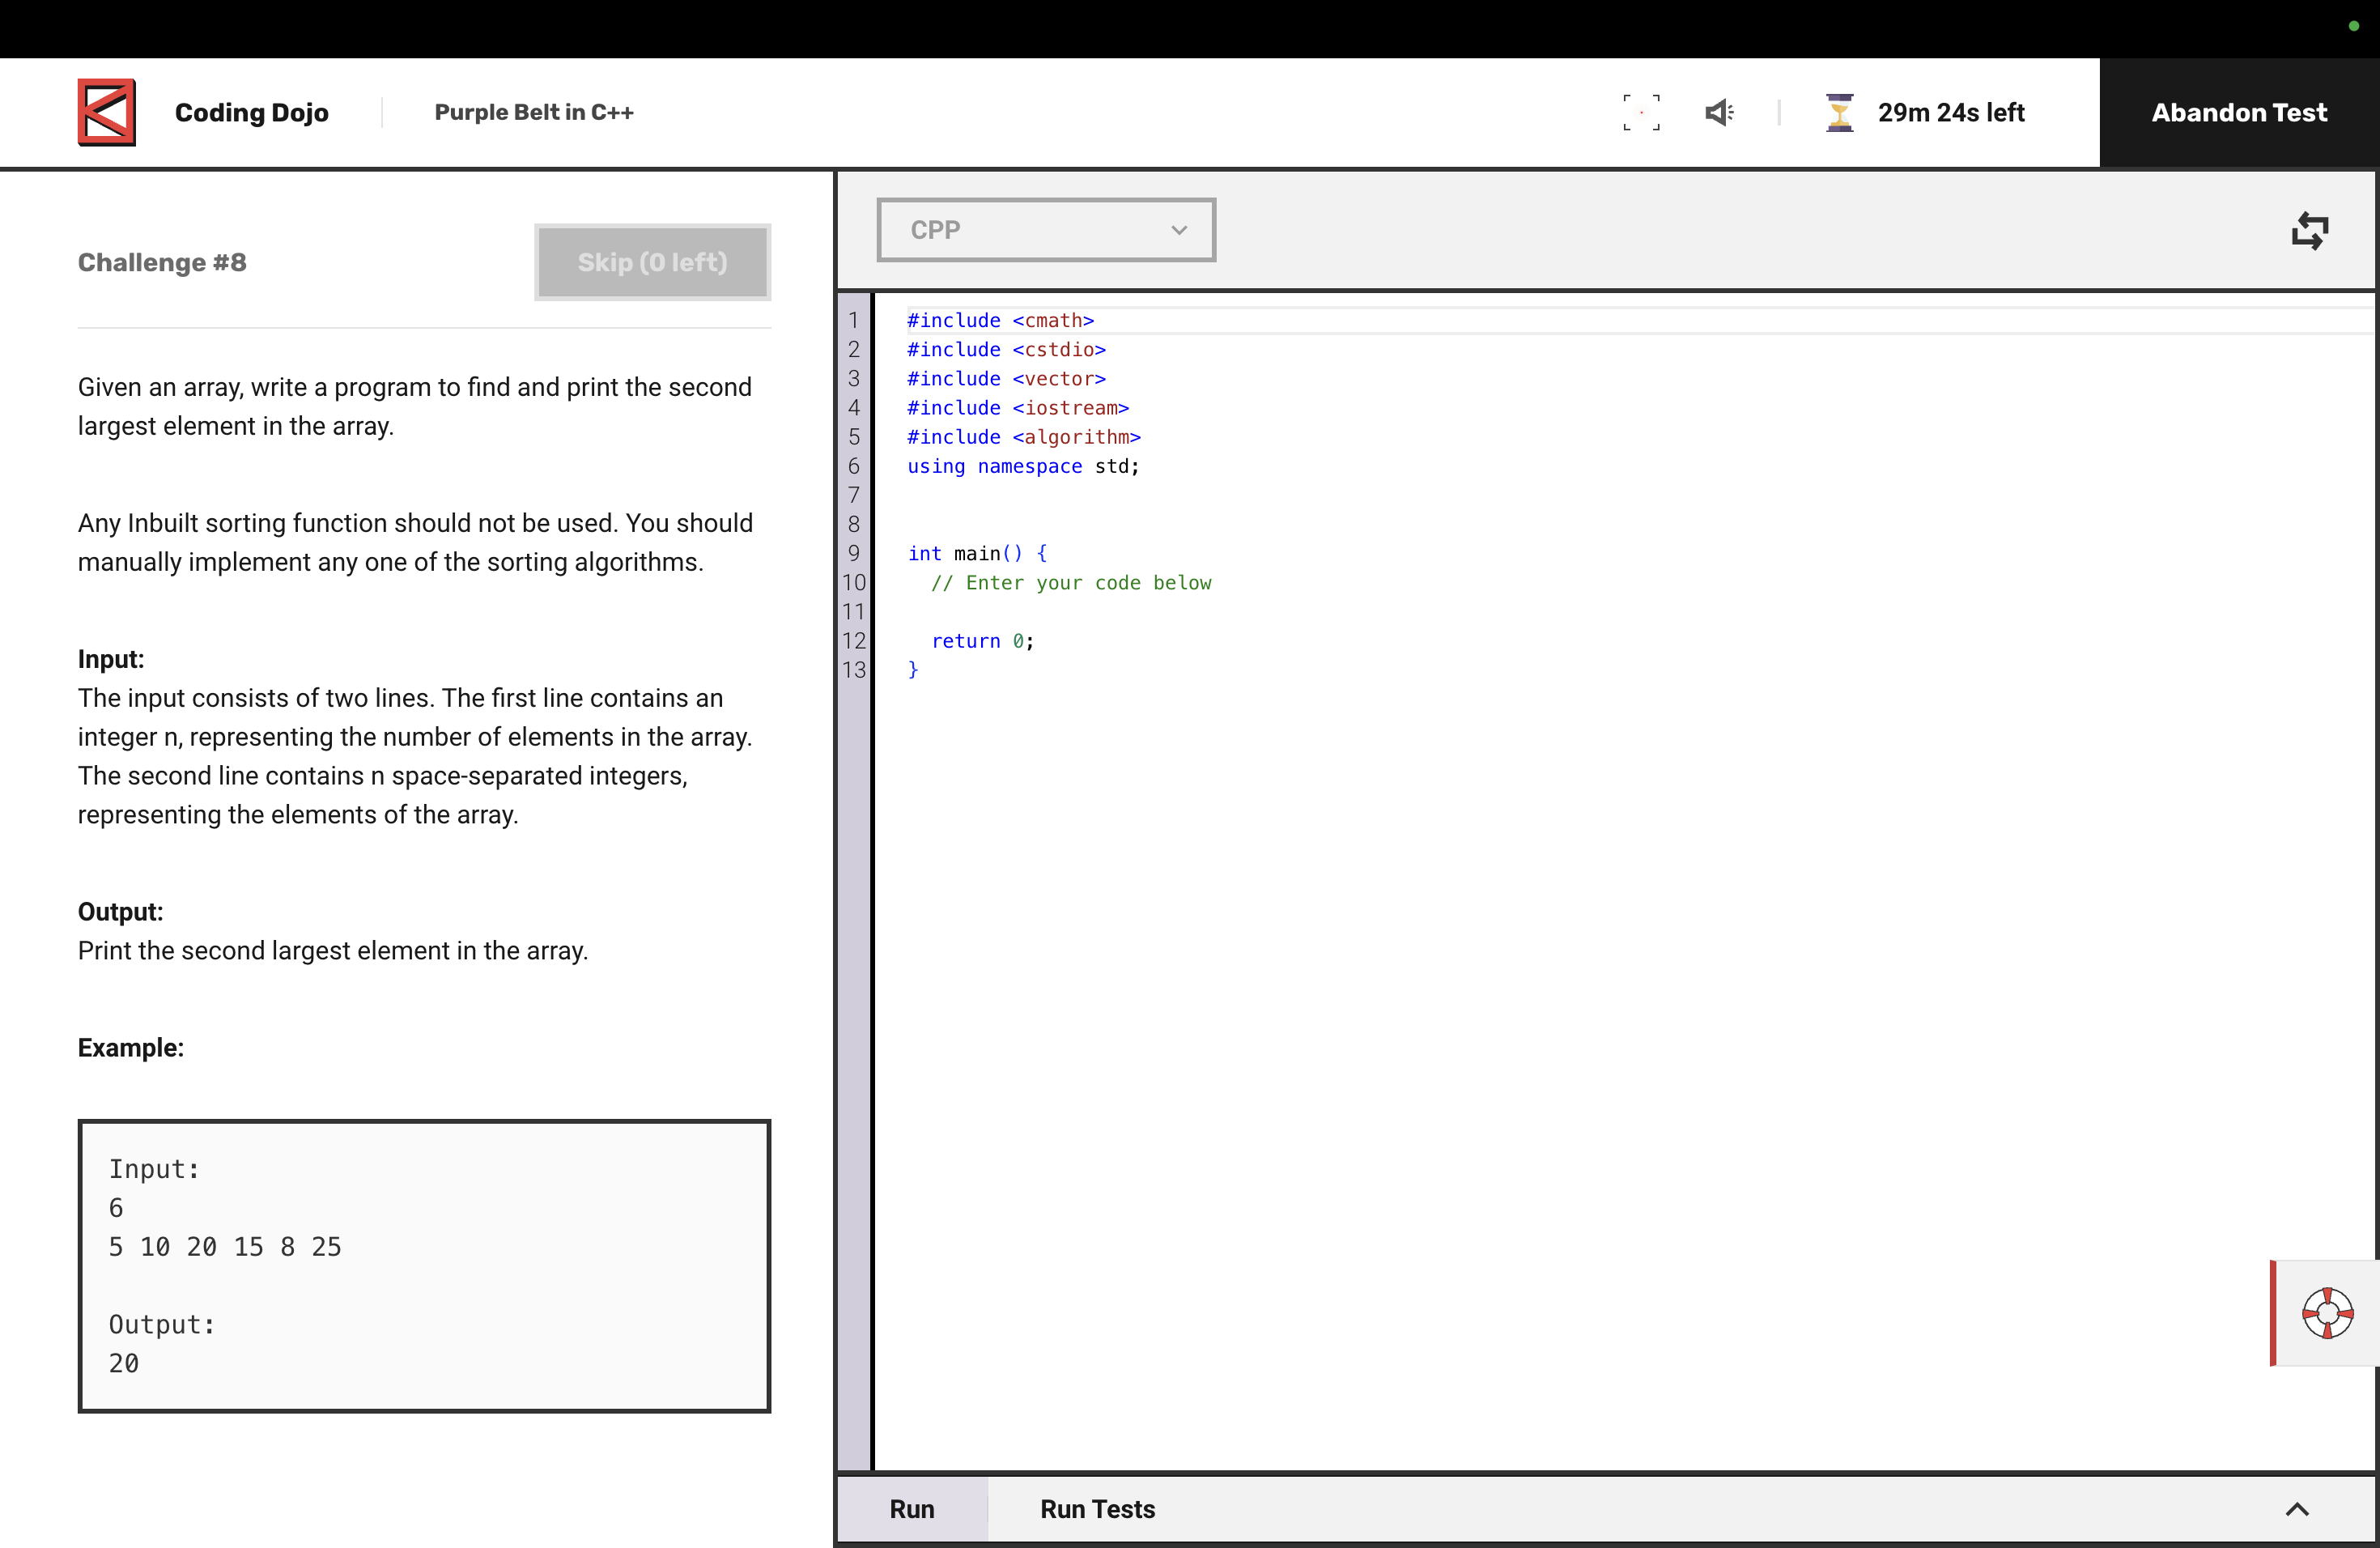 Coding Dojo
Purple Belt in C++
29m 24s left
Abandon Test
Challenge #8
Skip (0 left)
Given an array, write a program to find and print the second
largest element in the array.
Any Inbuilt sorting function should not be used. You should
manually implement any one of the sorting algorithms.
Input:
The input consists of two lines. The first line contains an
integer n, representing the number of elements in the array.
The second line contains n space-separated integers,
representing the elements of the array.
Output:
Print the second largest element in the array.
Example:
Input:
6
5 10 20 15 8 25
Output:
20
CPP
1 #include <cmath>
2 #include <cstdio>
3 #include <vector>
4 #include <iostream>
5 #include <algorithm>
6 using namespace std;
7
8
9 int main() {
10 // Enter your code below
11
12 return 0;
13 }
Run
Run Tests